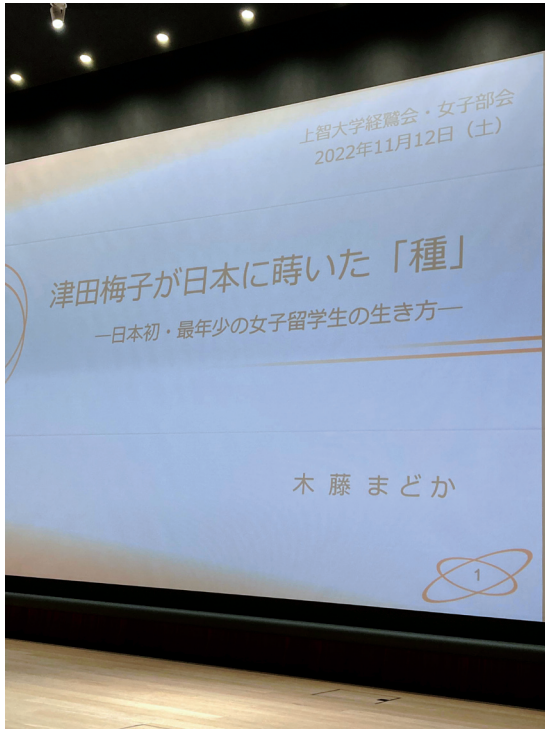 上智大学経鷲会・女子部会
2022年11月12日（土）
津田梅子が日本に蒔いた「種」
―日本初・最年少の女子留学生の生き方―
木藤まどか
1